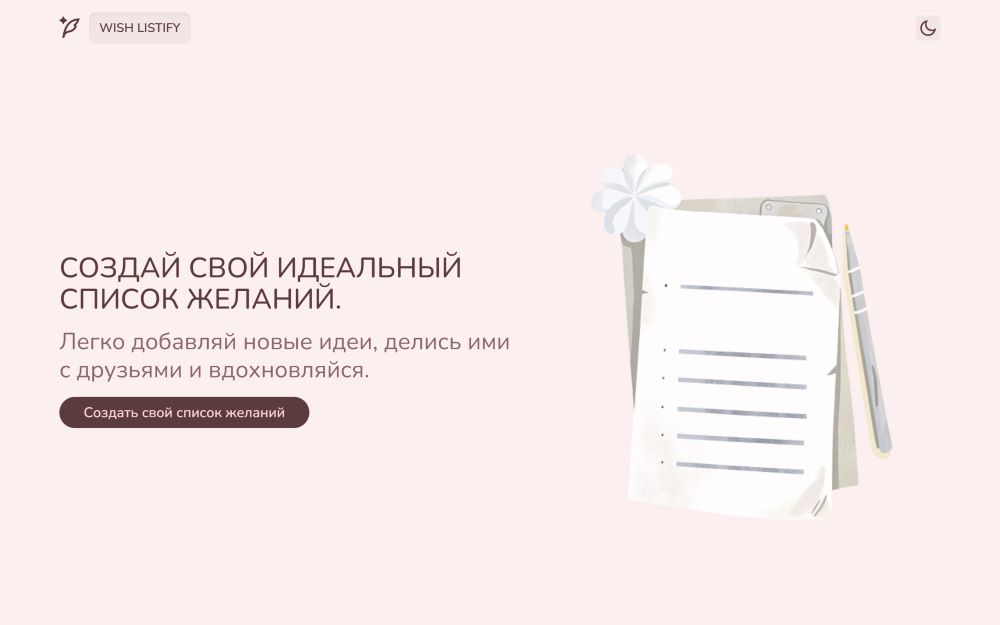 WISH LISTIFY
СОЗДАЙ СВОЙ ИДЕАЛЬНЫЙ
СПИСОК ЖЕЛАНИЙ.
Легко добавляй новые идеи, делись ими
с друзьями и вдохновляйся.
Создать свой список желаний